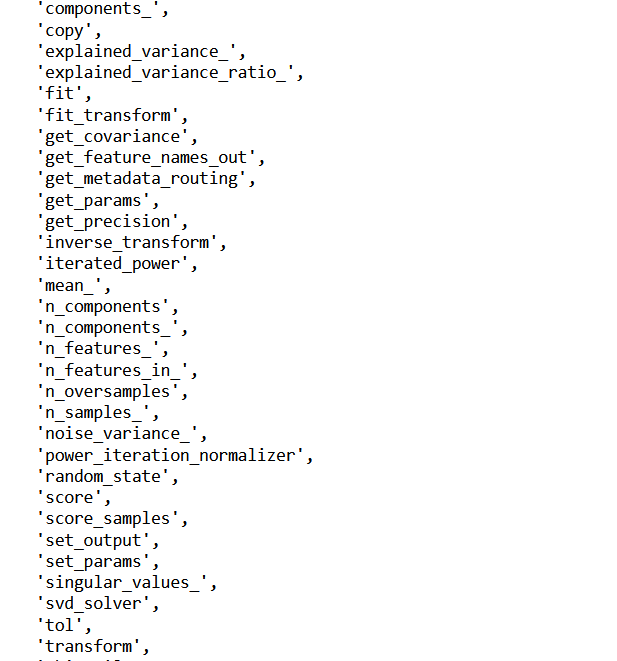 'components_',
'copy',
'explained_variance_',
'explained_variance_ratio_',
'fit',
'fit_transform',
'get_covariance',
'get_feature_names_out',
'get_metadata_routing',
'get_params',
'get_precision',
'inverse_transform',
'iterated_power',
'mean_',
'n_components',
'n_components_',
'n_features_',
'n_features_in_',
'n_oversamples',
'n_samples_',
'noise_variance_',
'power_iteration_normalizer',
'random_state',
'score',
'score_samples',
'set_output',
'set_params',
'singular_values_',
'svd_solver',
'tol',
'transform',